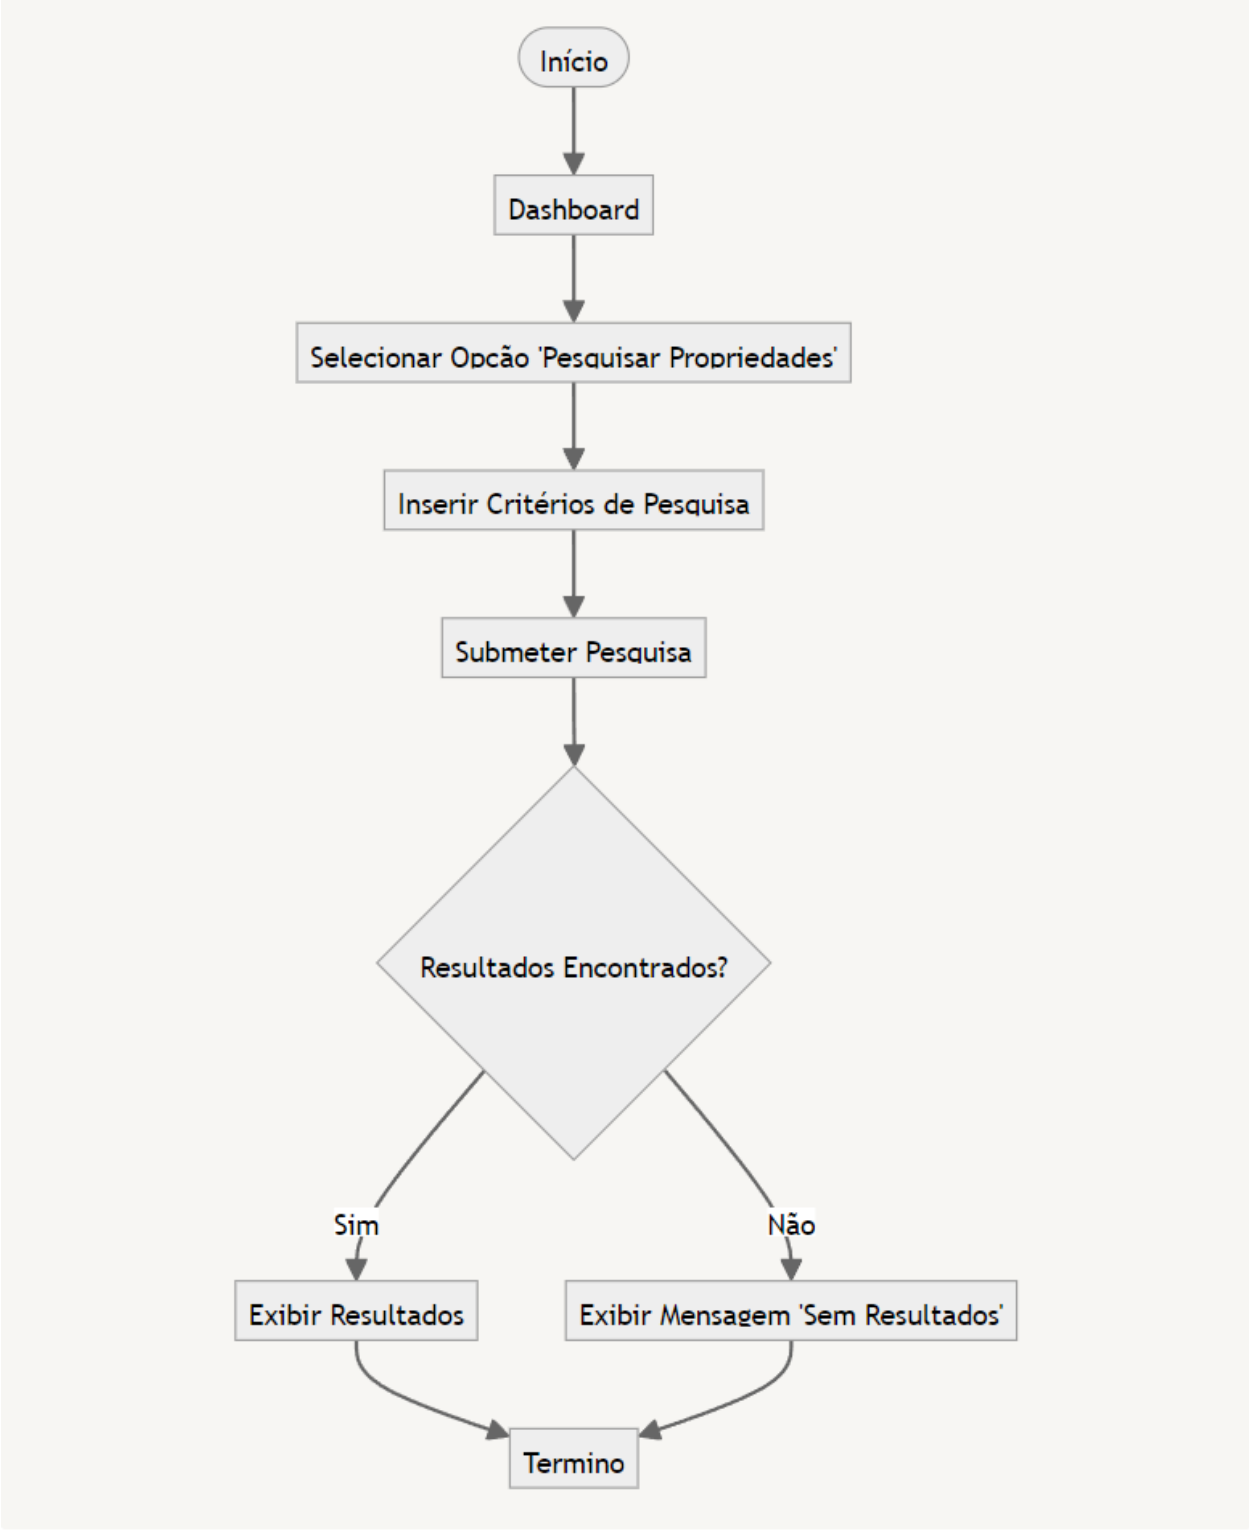 Início
Dashboard
Selecionar Opção 'Pesquisar Propriedades'
Inserir Critérios de Pesquisa
Submeter Pesquisa
Resultados Encontrados?
Sim
Não
Exibir Resultados
Exibir Mensagem 'Sem Resultados'
Termino